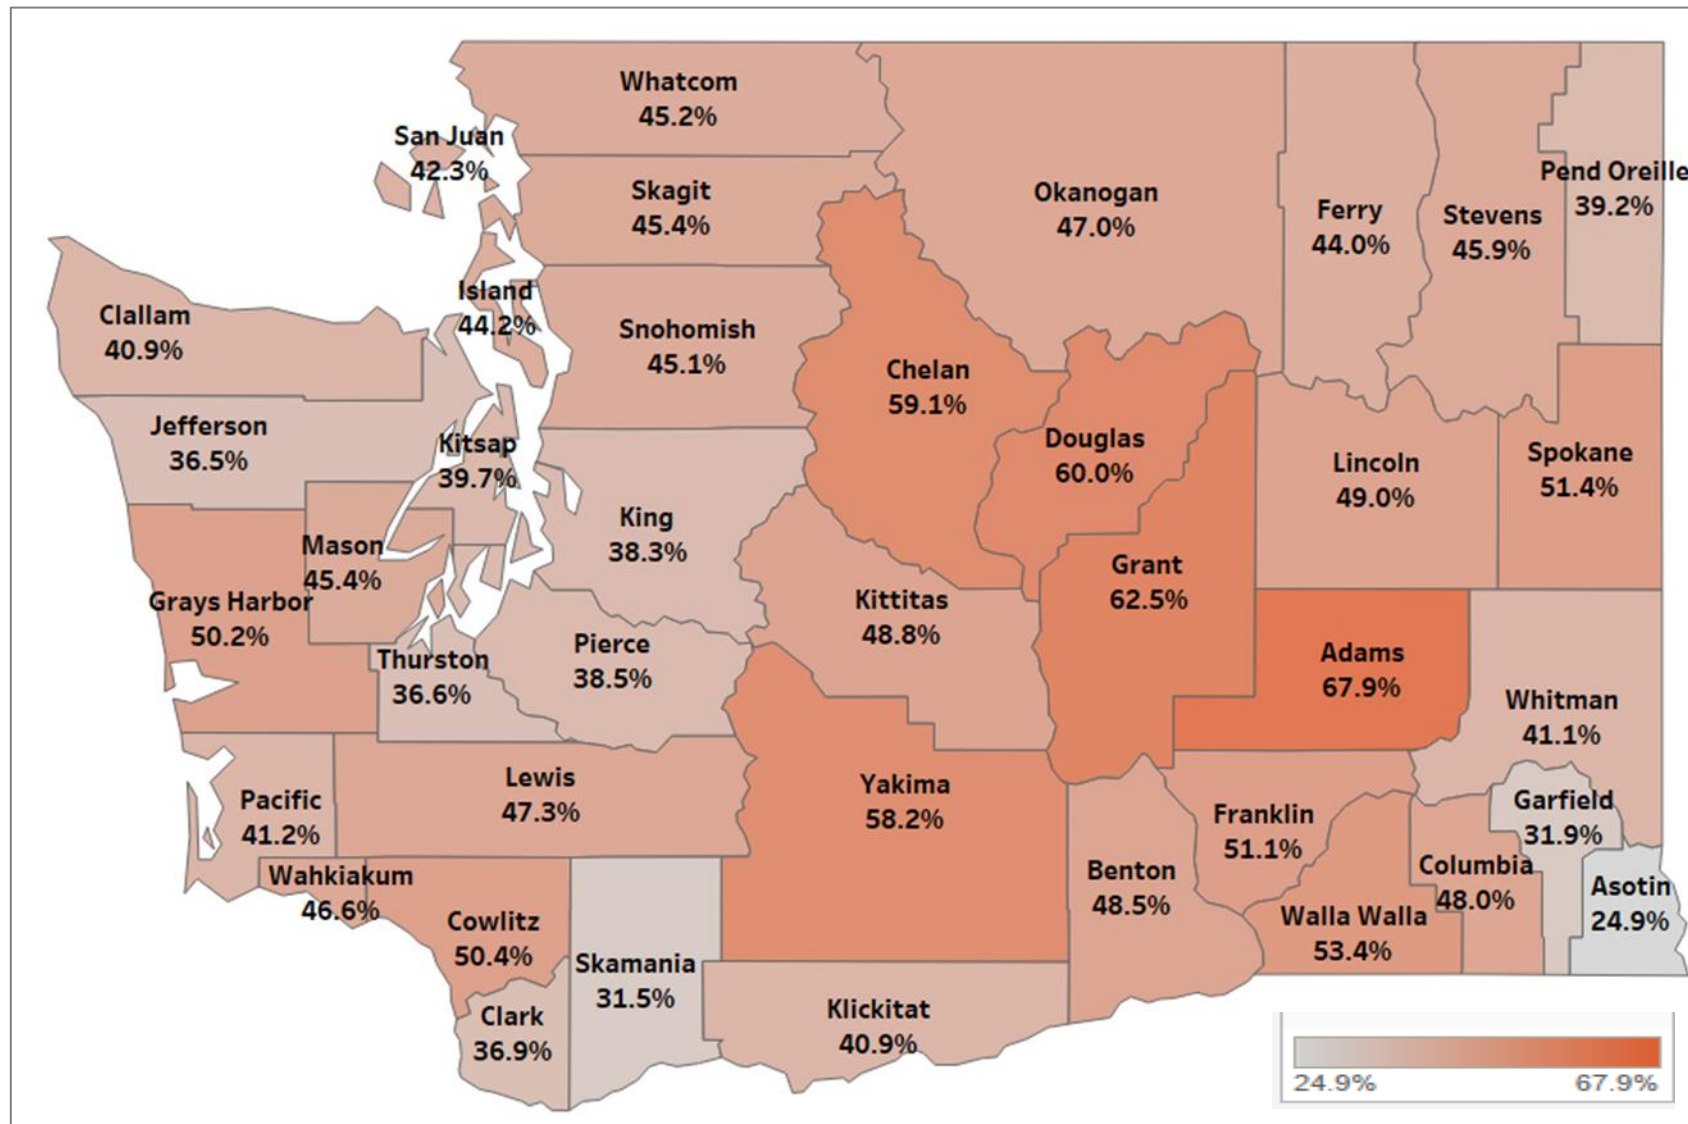 Whatcom
45.2%
San Juan
42.3%
Skagit
45.4%
Okanogan
47.0%
Ferry
44.0%
Stevens
45.9%
Pend Oreille
39.2%
Clallam
40.9%
Island
44.2%
Snohomish
45.1%
Chelan
59.1%
Jefferson
36.5%
Kitsap
39.7%
Douglas
60.0%
Lincoln
49.0%
Spokane
51.4%
King
38.3%
Mason
45.4%
Grays Harbor
50.2%
Grant
62.5%
Kittitas
48.8%
Thurston
36.6%
Pierce
38.5%
Adams
67.9%
Whitman
41.1%
Pacific
41.2%
Lewis
47.3%
Yakima
58.2%
Franklin
51.1%
Garfield
31.9%
Wahkiakum
46.6%
Benton
48.5%
Columbia
48.0%
Asotin
24.9%
Cowlitz
50.4%
Walla Walla
53.4%
Skamania
31.5%
Clark
36.9%
Klickitat
40.9%
24.9% 67.9%